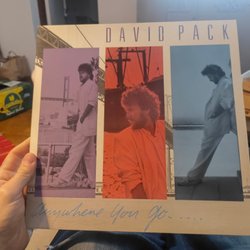 DAVID PACK
Anywhere You Go.....